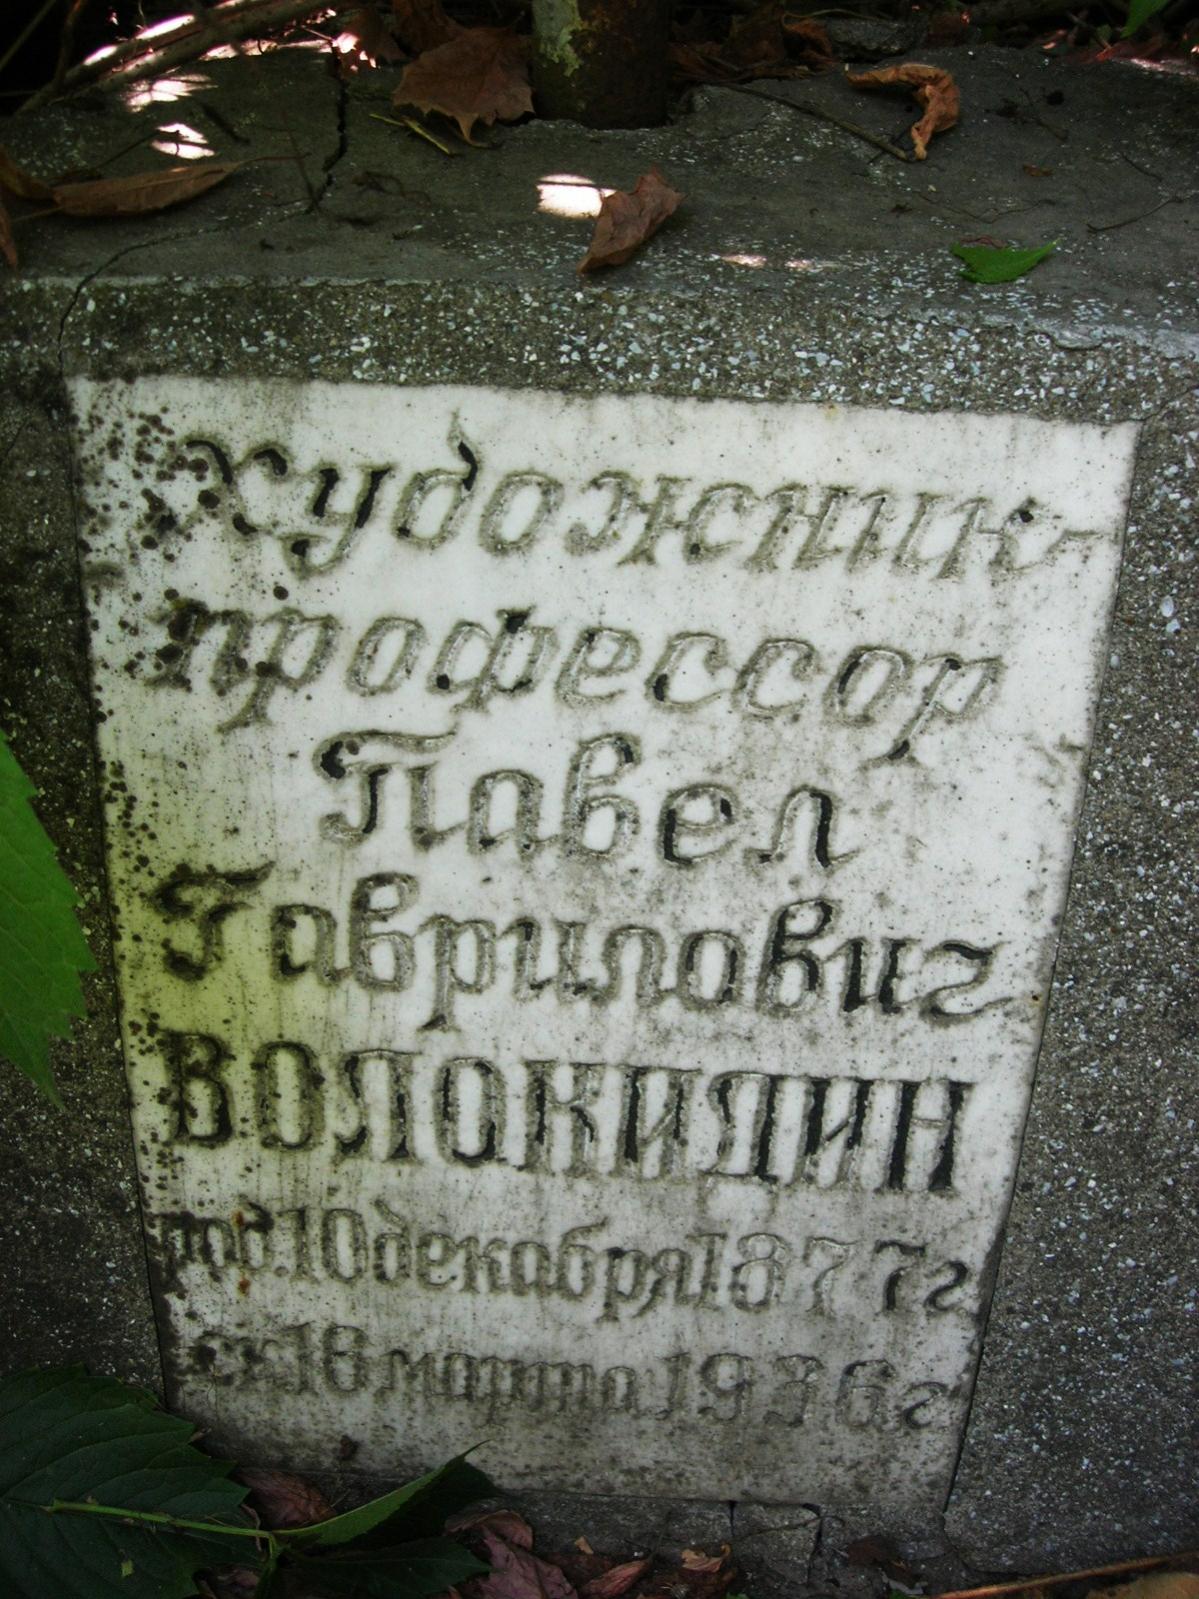 Художник-
профессор
Павел
Гаврилович
ВОЛОКИДИН
род. 10 декабря 1877 г
ск. 16 марта 1936 г